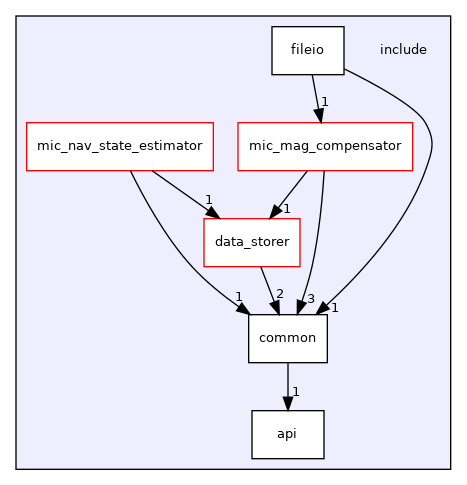 fileio
include
1
mic_nav_state_estimator
mic_mag_compensator
1
1
data_storer
1
2
3
1
common
1
api